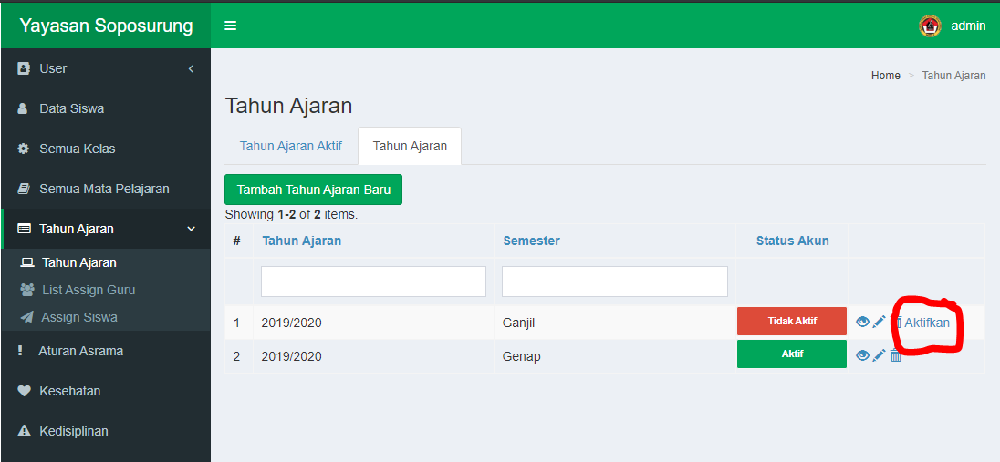 Yayasan Soposurung
admin
User
Data Siswa
Semua Kelas
Semua Mata Pelajaran
Tahun Ajaran
Tahun Ajaran
List Assign Guru
Assign Siswa
Aturan Asrama
Kesehatan
Kedisiplinan
Home > Tahun Ajaran
Tahun Ajaran
Tahun Ajaran Aktif Tahun Ajaran
Tambah Tahun Ajaran Baru
Showing 1-2 of 2 items.
# Tahun Ajaran Semester Status Akun
1 2019/2020 Ganjil Tidak Aktif Aktifkan
2 2019/2020 Genap Aktif